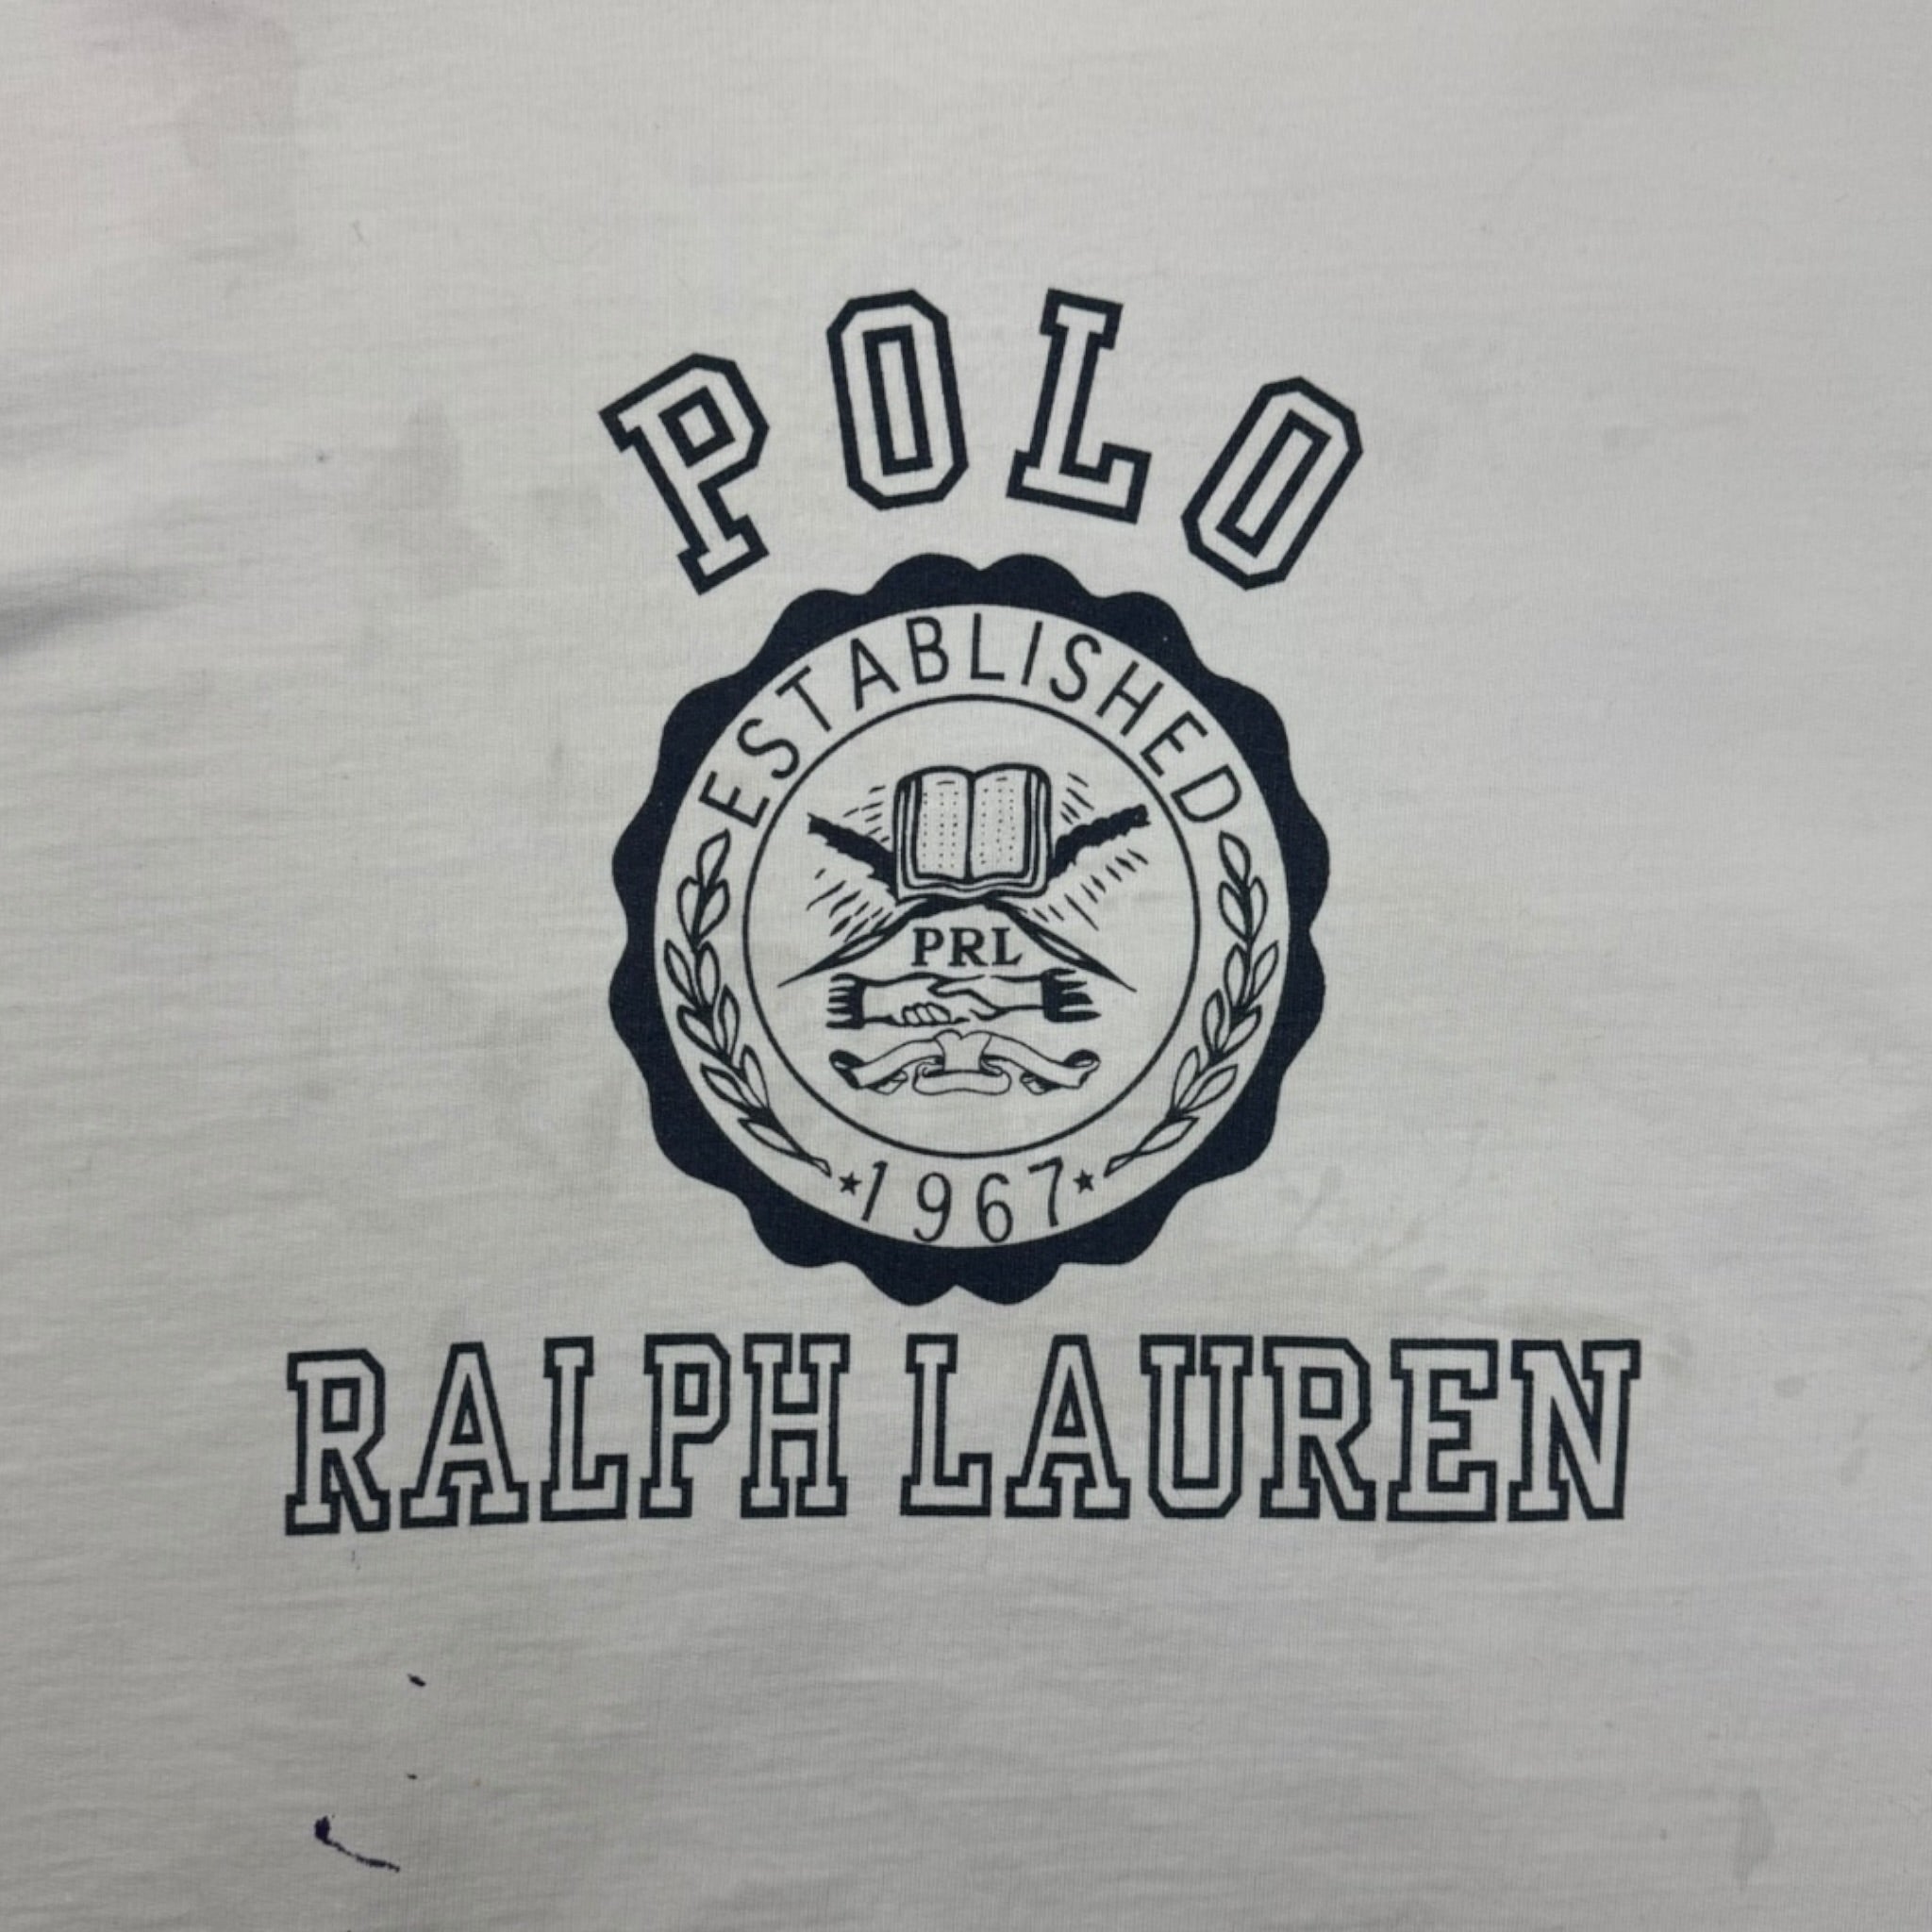 POLO
ESTABLISHED
PRL
★1967★
RALPH LAUREN